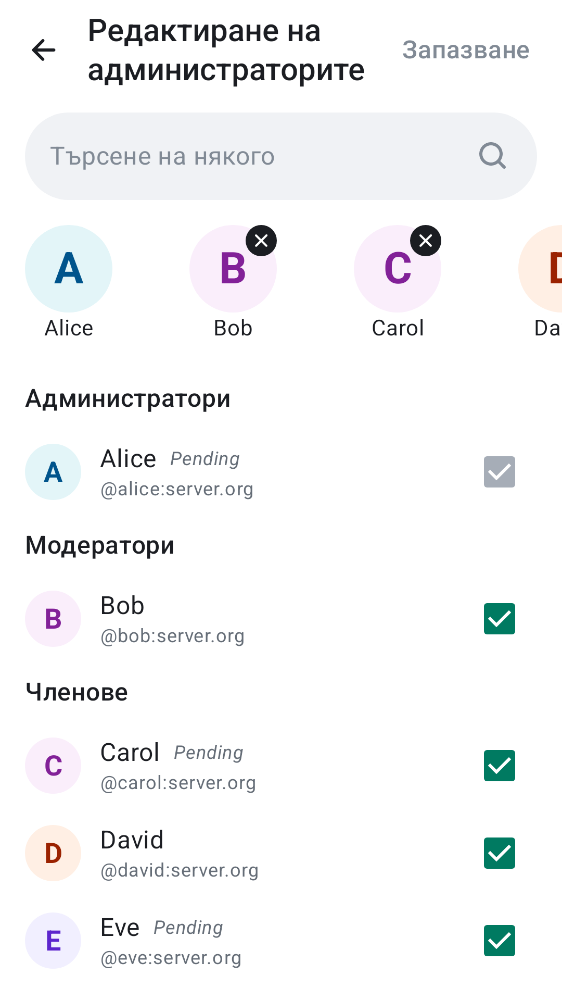 Редактиране на
администраторите
Запазване
Търсене на някого
A B C
Alice Bob Carol Da
Администратори
A Alice Pending
@alice:server.org
Модератори
B Bob
@bob:server.org
Членове
C Carol Pending
@carol:server.org
D David
@david:server.org
E Eve Pending
@eve:server.org